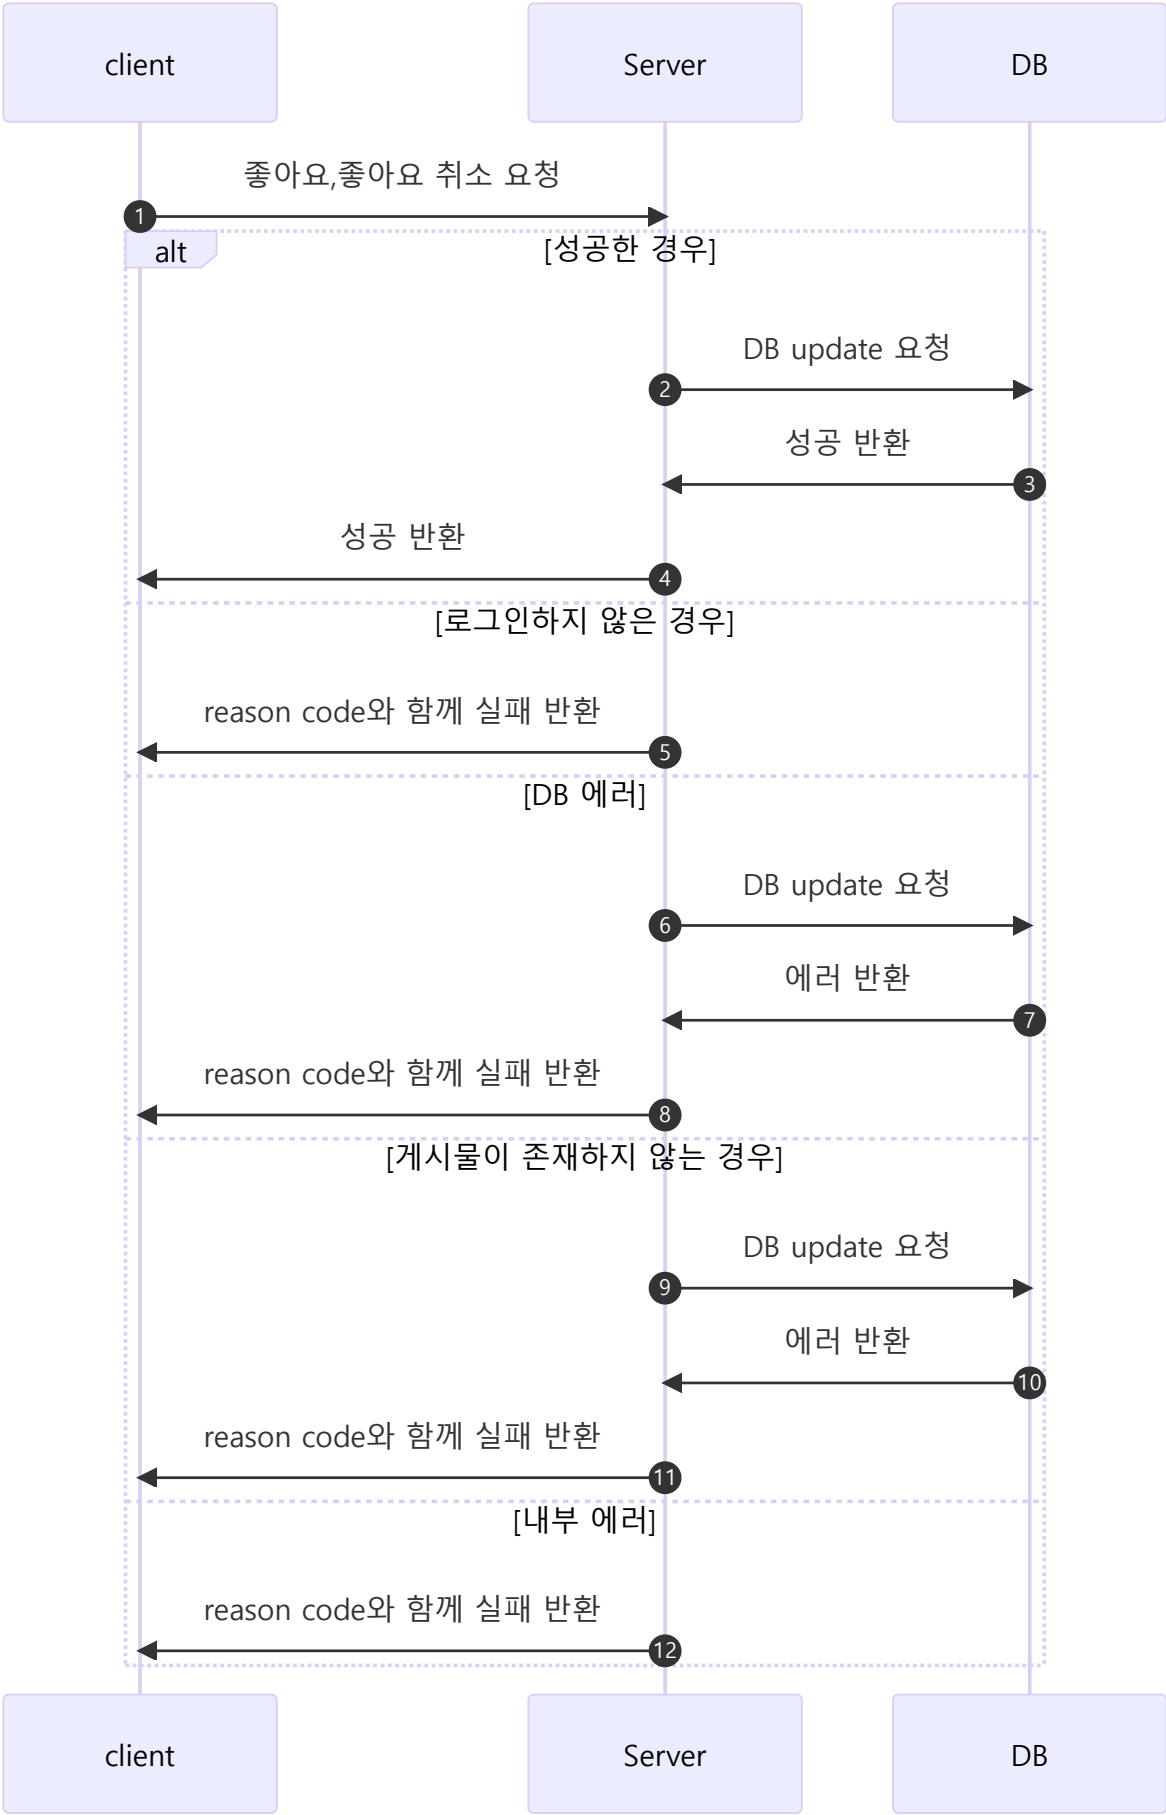 client Server DB
좋아요,좋아요 취소 요청
1
alt [성공한 경우]
DB update 요청
2
성공 반환
3
성공 반환
4
[로그인하지 않은 경우]
reason code와 함께 실패 반환
5
[DB 에러]
DB update 요청
6
에러 반환
7
reason code와 함께 실패 반환
8
[게시물이 존재하지 않는 경우]
DB update 요청
9
에러 반환
10
reason code와 함께 실패 반환
11
[내부 에러]
reason code와 함께 실패 반환
12
client Server DB